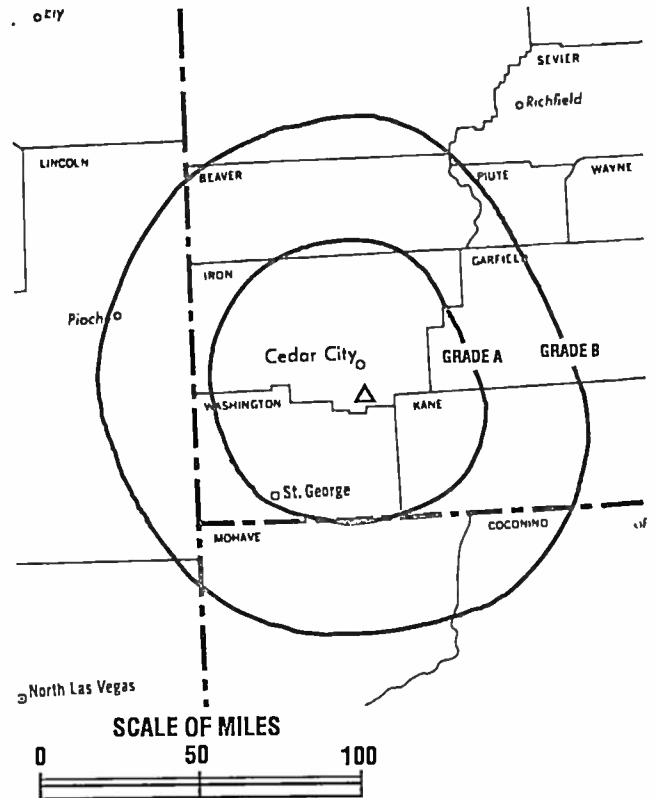 Ely
SEVIER
Richfield
LINCOLN
BEAVER
PIUTE
WAYNE
IRON
GARFIELD
Pioch
Cedar City
GRADE A
GRADE B
WASHINGTON
KANE
St. George
MOHAVE
COCONINO
North Las Vegas
SCALE OF MILES
0 50 100